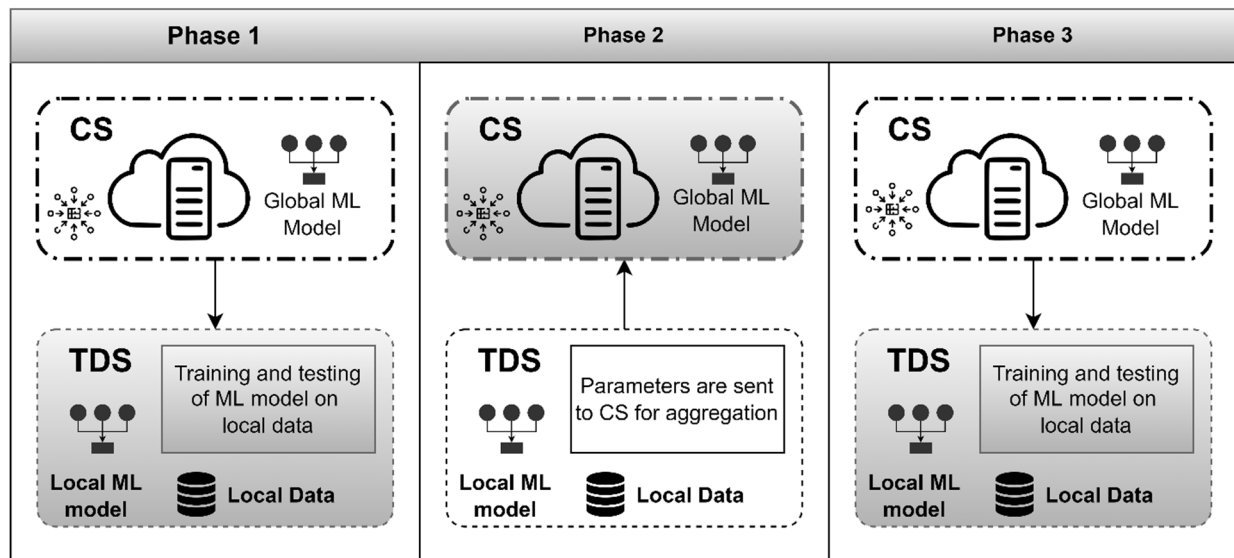 Phase 1
Phase 2
Phase 3
CS
Global ML
Model
TDS
Training and testing
of ML model on
local data
Local ML
model
Local Data
CS
Global ML
Model
TDS
Parameters are sent
to CS for aggregation
Local ML
model
Local Data
CS
Global ML
Model
TDS
Training and testing
of ML model on
local data
Local ML
model
Local Data